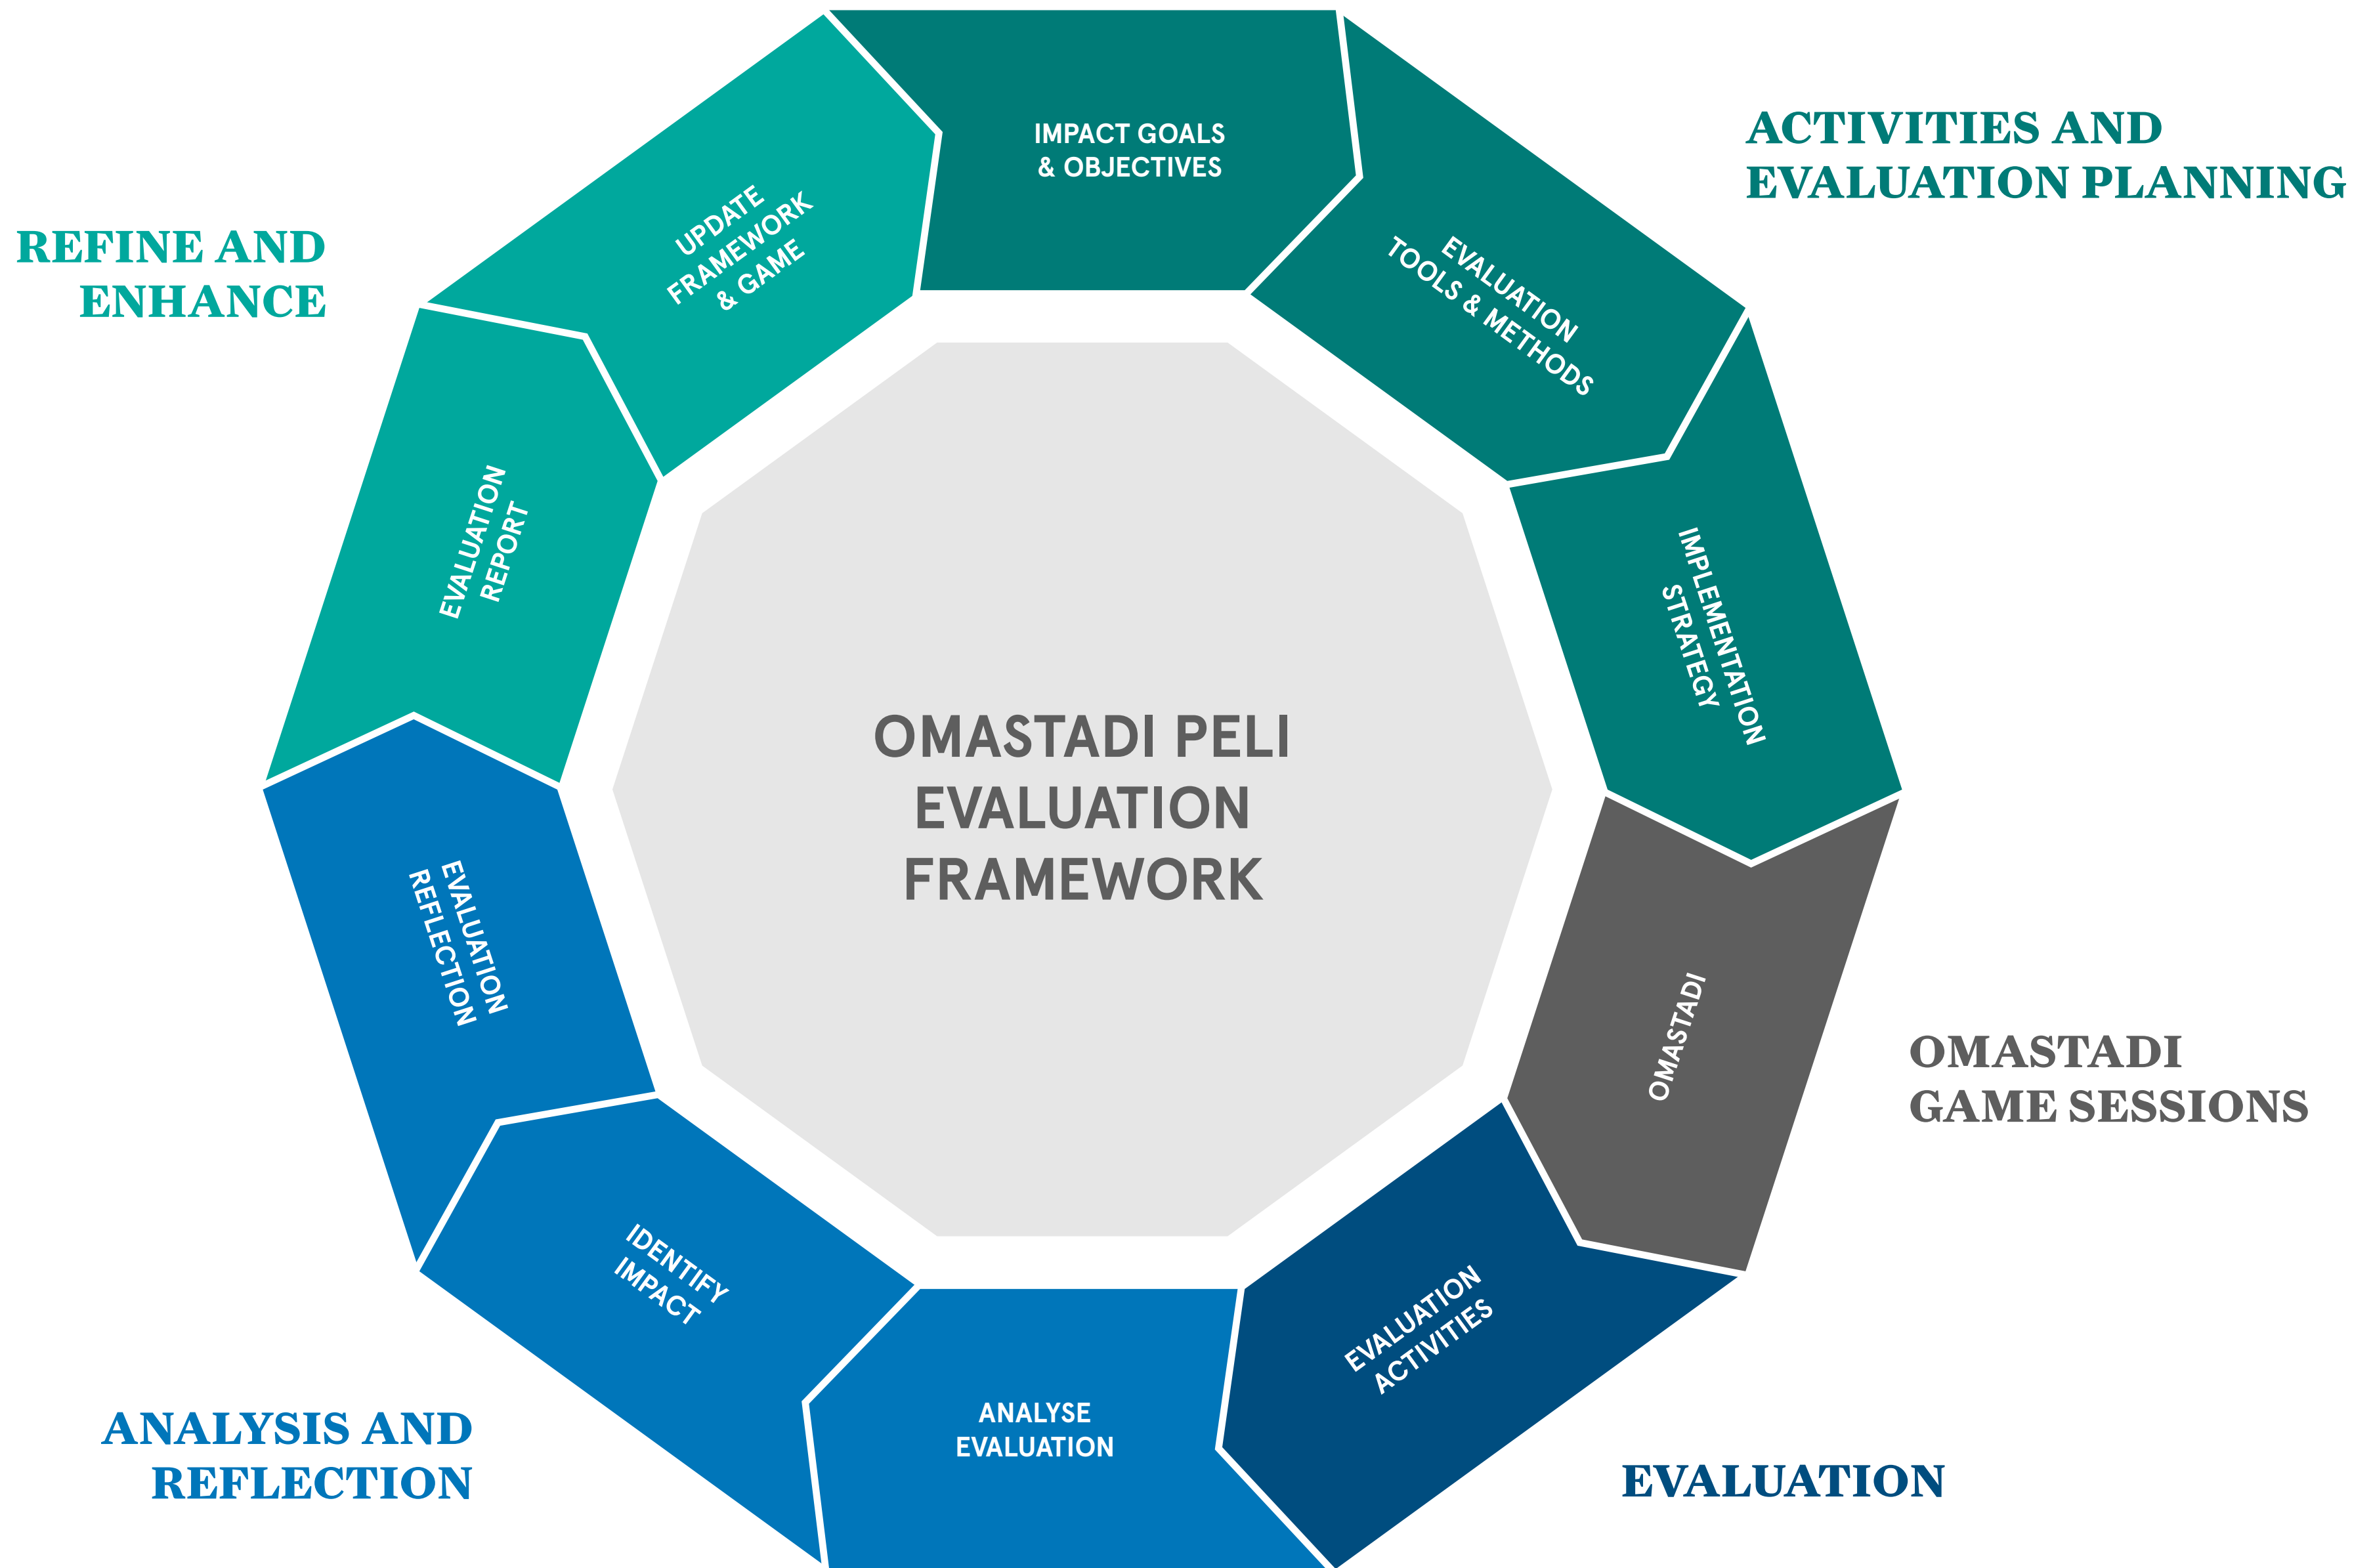 IMPACT GOALS
& OBJECTIVES
EVALUATION
TOOLS & METHODS
IMPLEMENTATION
STRATEGY
ACTIVITIES AND
EVALUATION PLANNING
OMASTADI
OMASTADI
GAME SESSIONS
EVALUATION
ACTIVITIES
EVALUATION
ANALYSE
EVALUATION
IDENTIFY
IMPACT
EVALUATION
REFLECTION
ANALYSIS AND
REFLECTION
EVALUATION
REPORT
UPDATE
FRAMEWORK
& GAME
REFINE AND
ENHANCE
OMASTADI PELI
EVALUATION
FRAMEWORK